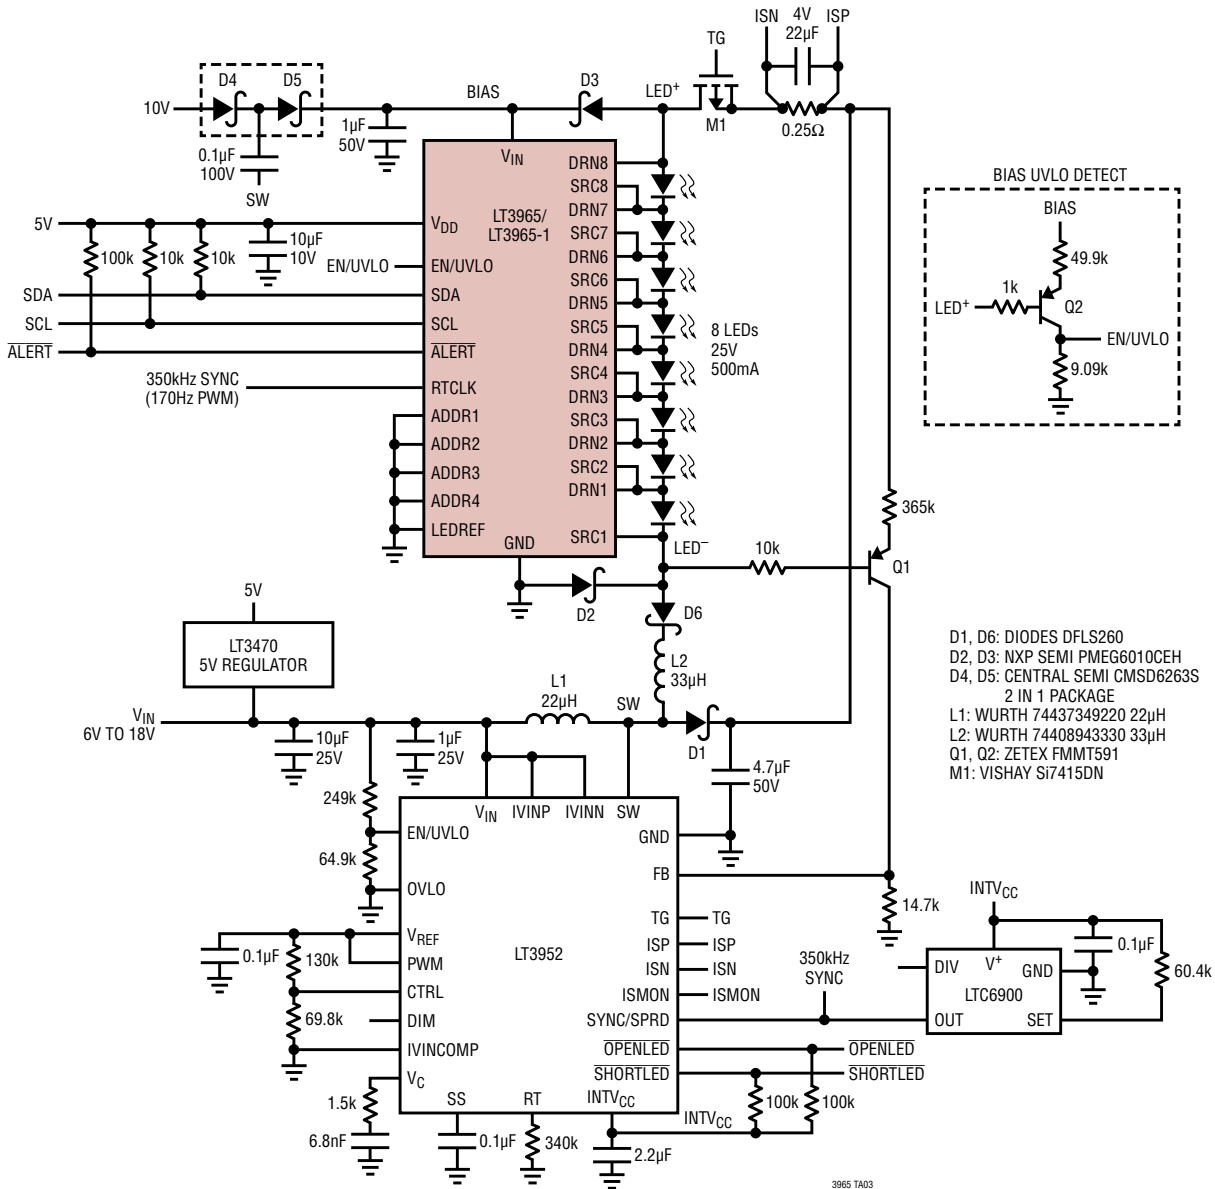 ISN
4V
22µF
ISP
TG
D4
D5
D3
LED+
10V
BIAS
M1
0.25Ω
1µF
50V
0.1µF
100V
SW
VIN
LT3965/
LT3965-1
DRN8
SRC8
DRN7
SRC7
DRN6
SRC6
DRN5
SRC5
DRN4
SRC4
DRN3
SRC3
DRN2
SRC2
DRN1
SRC1
8 LEDs
25V
500mA
BIAS UVLO DETECT
BIAS
49.9k
1k
LED+
Q2
EN/UVLO
9.09k
5V
VDD
100k
10k
10k
10µF
10V
EN/UVLO
EN/UVLO
SDA
SDA
SCL
SCL
ALERT
ALERT
350kHz SYNC
(170Hz PWM)
RTCLK
ADDR1
ADDR2
ADDR3
ADDR4
LEDREF
GND
LED–
10k
365k
Q1
D2
D6
L2
33µH
5V
LT3470
5V REGULATOR
L1
22µH
SW
D1
VIN
6V TO 18V
10µF
25V
1µF
25V
4.7µF
50V
D1, D6: DIODES DFLS260
D2, D3: NXP SEMI PMEG6010CEH
D4, D5: CENTRAL SEMI CMSD6263S
2 IN 1 PACKAGE
L1: WURTH 74437349220 22µH
L2: WURTH 74408943330 33µH
Q1, Q2: ZETEX FMMT591
M1: VISHAY Si7415DN
249k
64.9k
VIN
IVINP
IVINN
SW
EN/UVLO
OVLO
VREF
PWM
CTRL
DIM
IVINCOMP
VC
SS
RT
INTVCC
LT3952
GND
FB
TG
TG
ISP
ISP
ISN
ISN
ISMON
ISMON
SYNC/SPRD
OPENLED
OPENLED
SHORTLED
SHORTLED
0.1µF
130k
69.8k
1.5k
6.8nF
0.1µF
340k
2.2µF
INTVCC
100k
100k
14.7k
350kHz
SYNC
INTVCC
0.1µF
60.4k
DIV
V+
GND
LTC6900
OUT
SET
3965 TA03